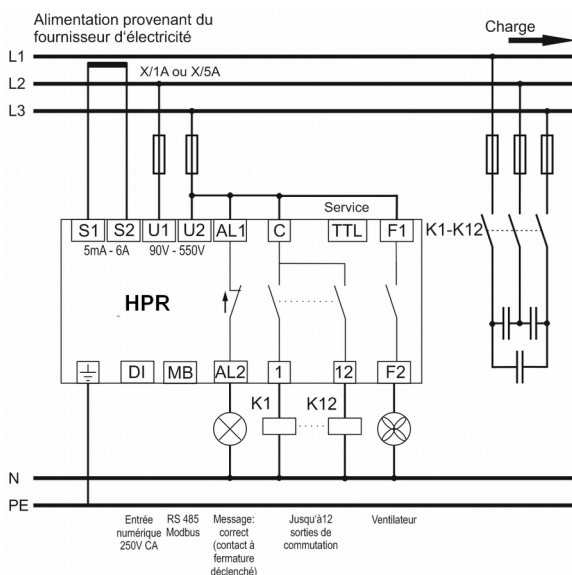 Alimentation provenant du
fournisseur d'électricité
Charge
L1
X/1A ou X/5A
L2
L3
Service
S1 S2 U1 U2 AL1 C TTL F1 K1-K12
5mA - 6A 90V - 550V
HPR
DI MB AL2 1 12 F2
K1 K12
N
PE
Entrée
numérique
250V CA
RS 485
Modbus
Message:
correct
(contact à
fermature
déclenché)
Jusqu'à12
sorties de
commutation
Ventilateur